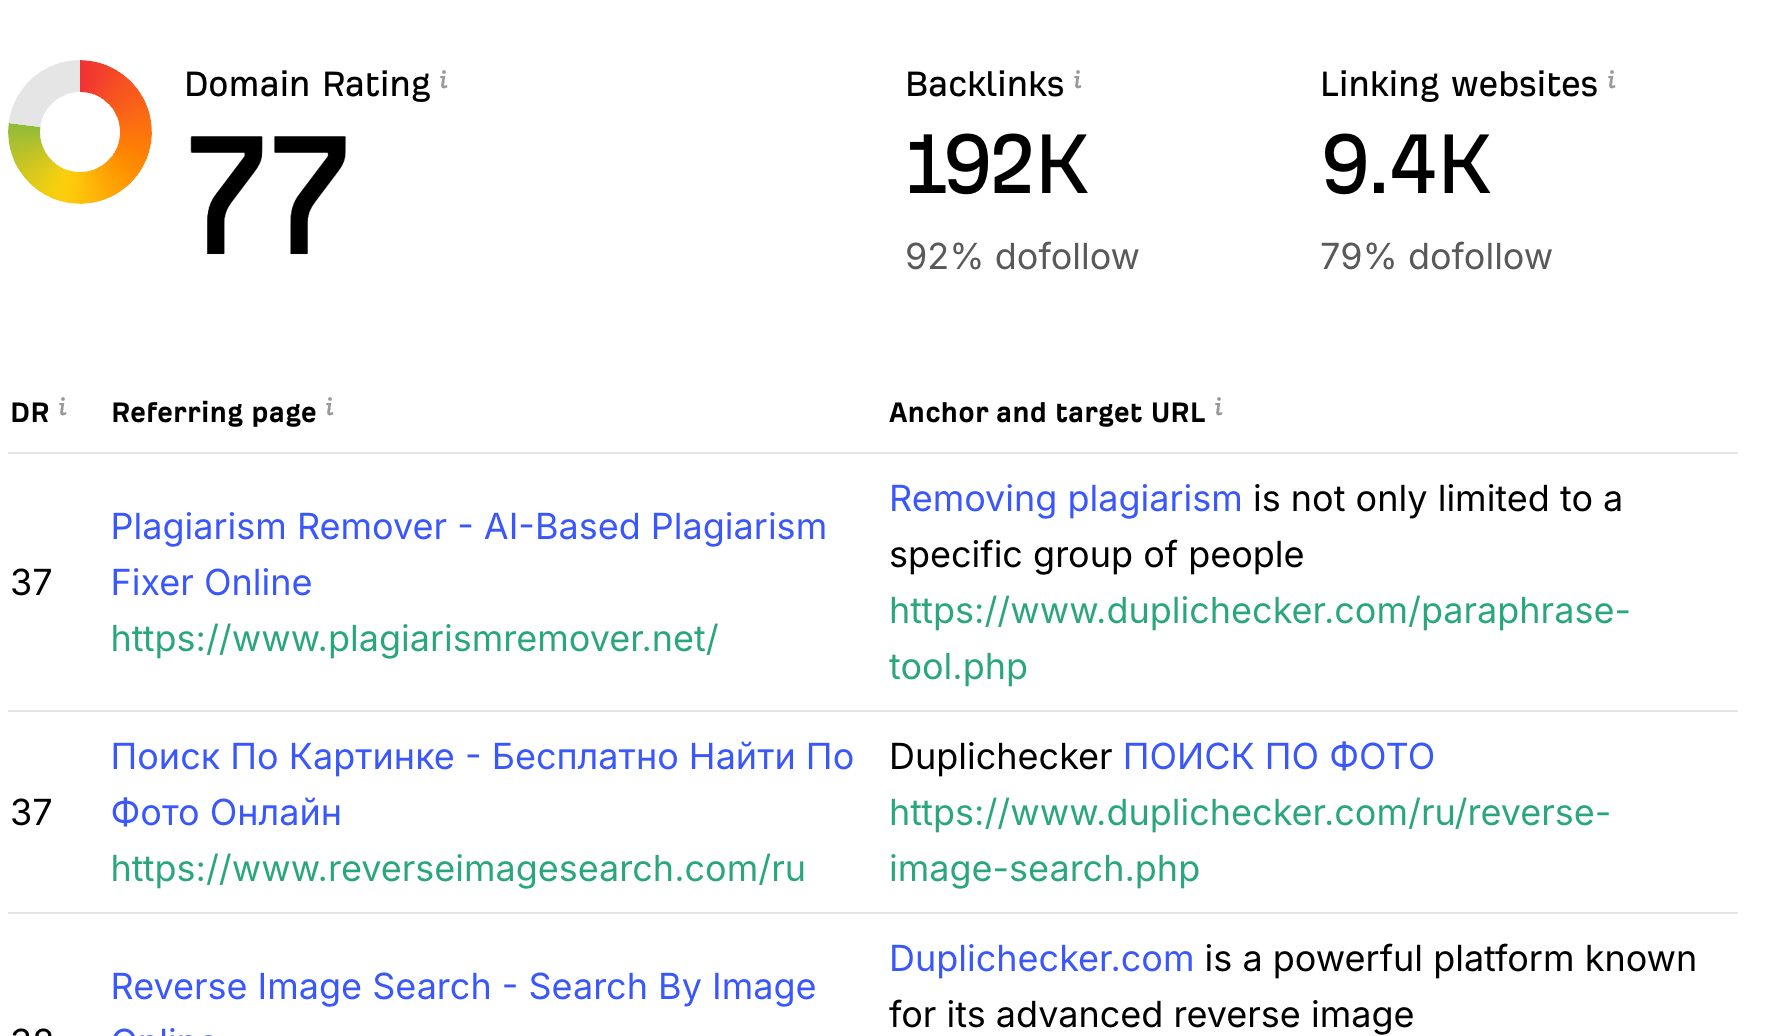 Domain Rating i
77
Backlinks i
192K
92% dofollow
Linking websites i
9.4K
79% dofollow
DR i
Referring page i
Anchor and target URL i
37
Plagiarism Remover - AI-Based Plagiarism
Fixer Online
https://www.plagiarismremover.net/
Removing plagiarism is not only limited to a
specific group of people
https://www.duplichecker.com/paraphrase-
tool.php
37
Поиск По Картинке - Бесплатно Найти По
Фото Онлайн
https://www.reverseimagesearch.com/ru
Duplichecker ПОИСК ПО ФОТО
https://www.duplichecker.com/ru/reverse-
image-search.php
Reverse Image Search - Search By Image
Duplichecker.com is a powerful platform known
for its advanced reverse image